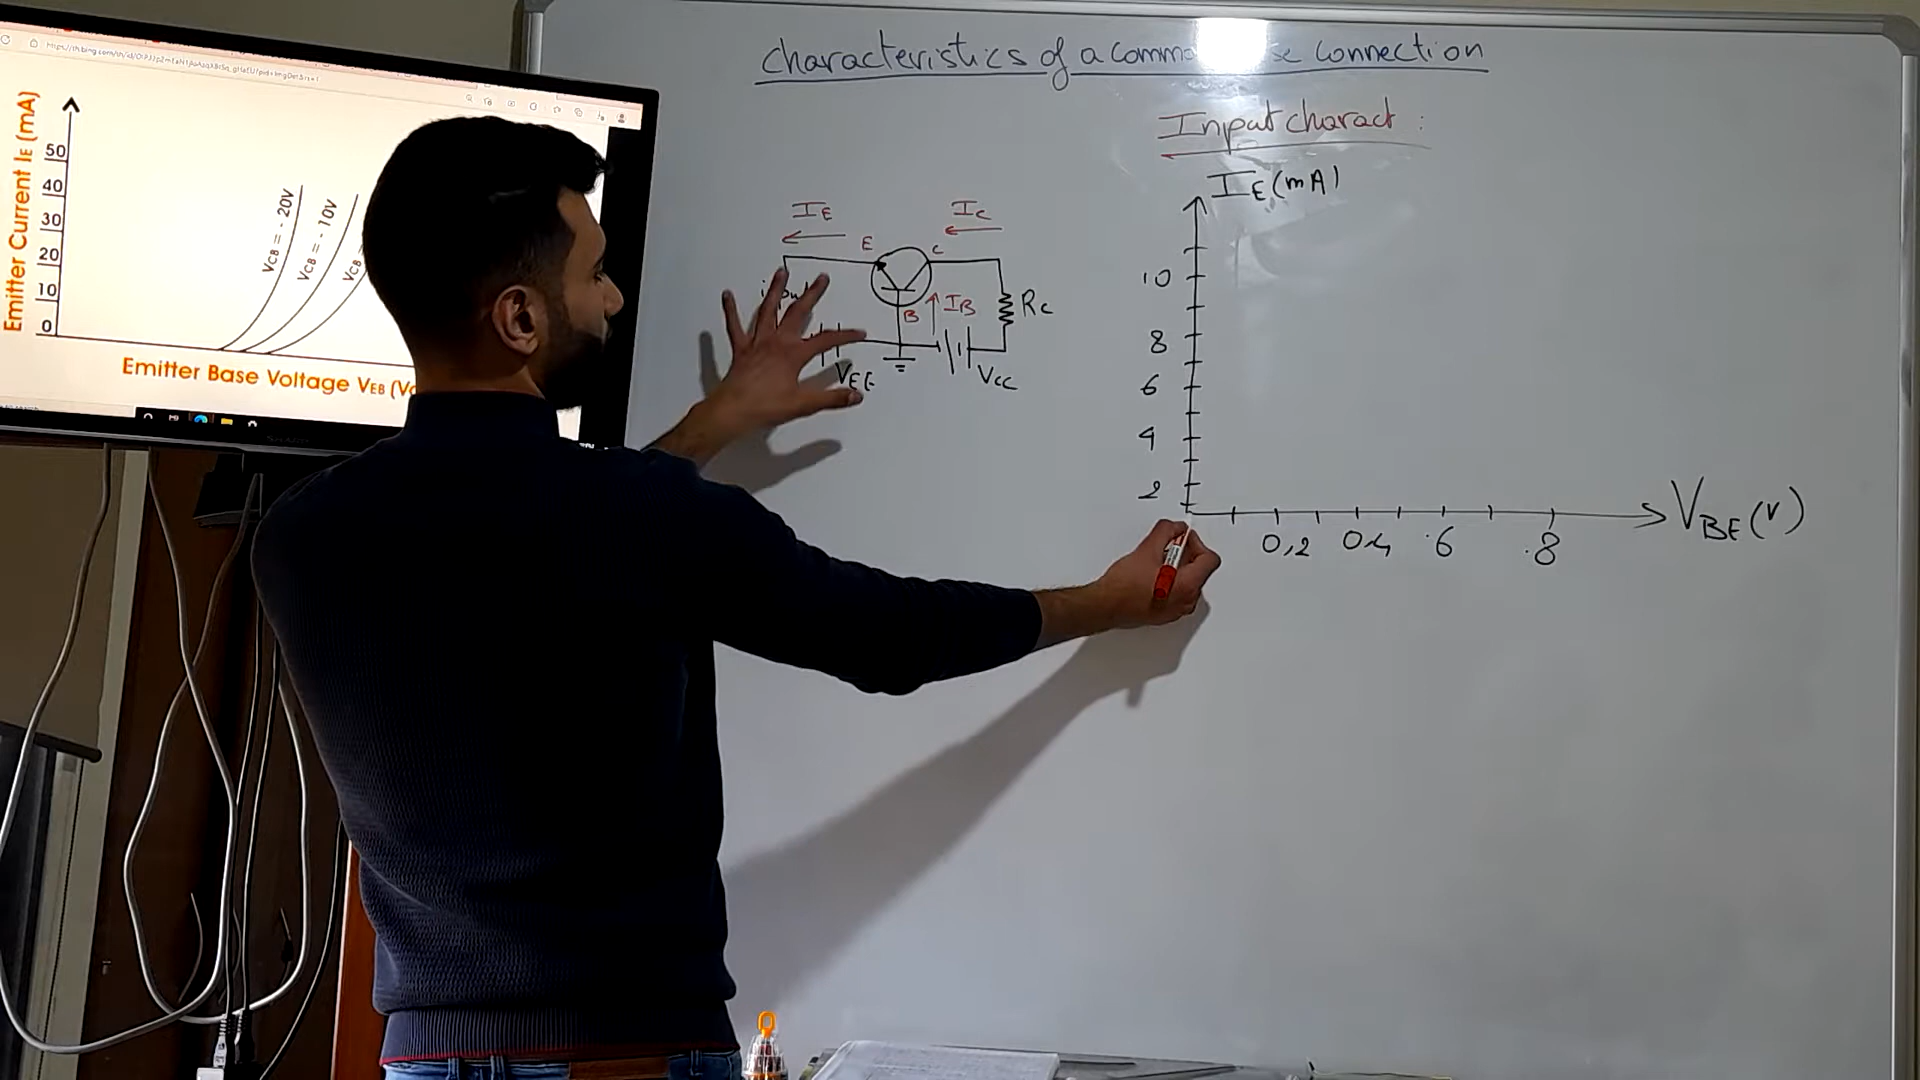 characteristics of a comm se connection
Input charact :
IE (mA)
10
8
6
4
2
0,2 0.4 .6 .8
VBE (v)
IE
IC
E
C
B
IB
RC
VEE
VCC
Emitter Current IE (mA)
50
40
30
20
10
0
VCB = - 20V
VCB = - 10V
VCB =
Emitter Base Voltage VEB